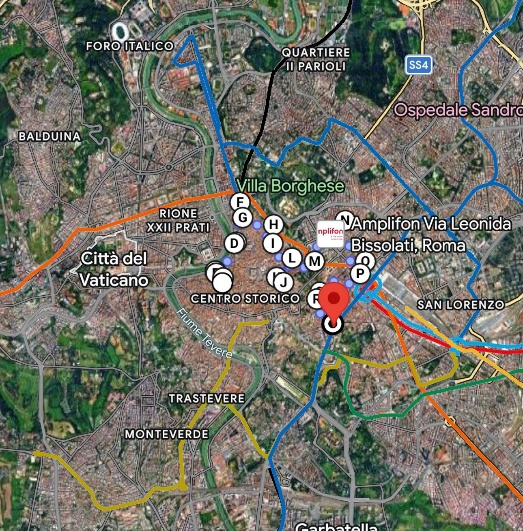 FORO ITALICO
QUARTIERE
II PARIOLI
SS4
Ospedale Sandro
BALDUINA
Villa Borghese
F
G
H
N
RIONE
XXII PRATI
D
I
nplifon
Amplifon Via Leonida
Bissolati, Roma
Città del
Vaticano
L
M
O
P
J
CENTRO STORICO
R
SAN LORENZO
Fiume Tevere
TRASTEVERE
MONTEVERDE
Garbatella